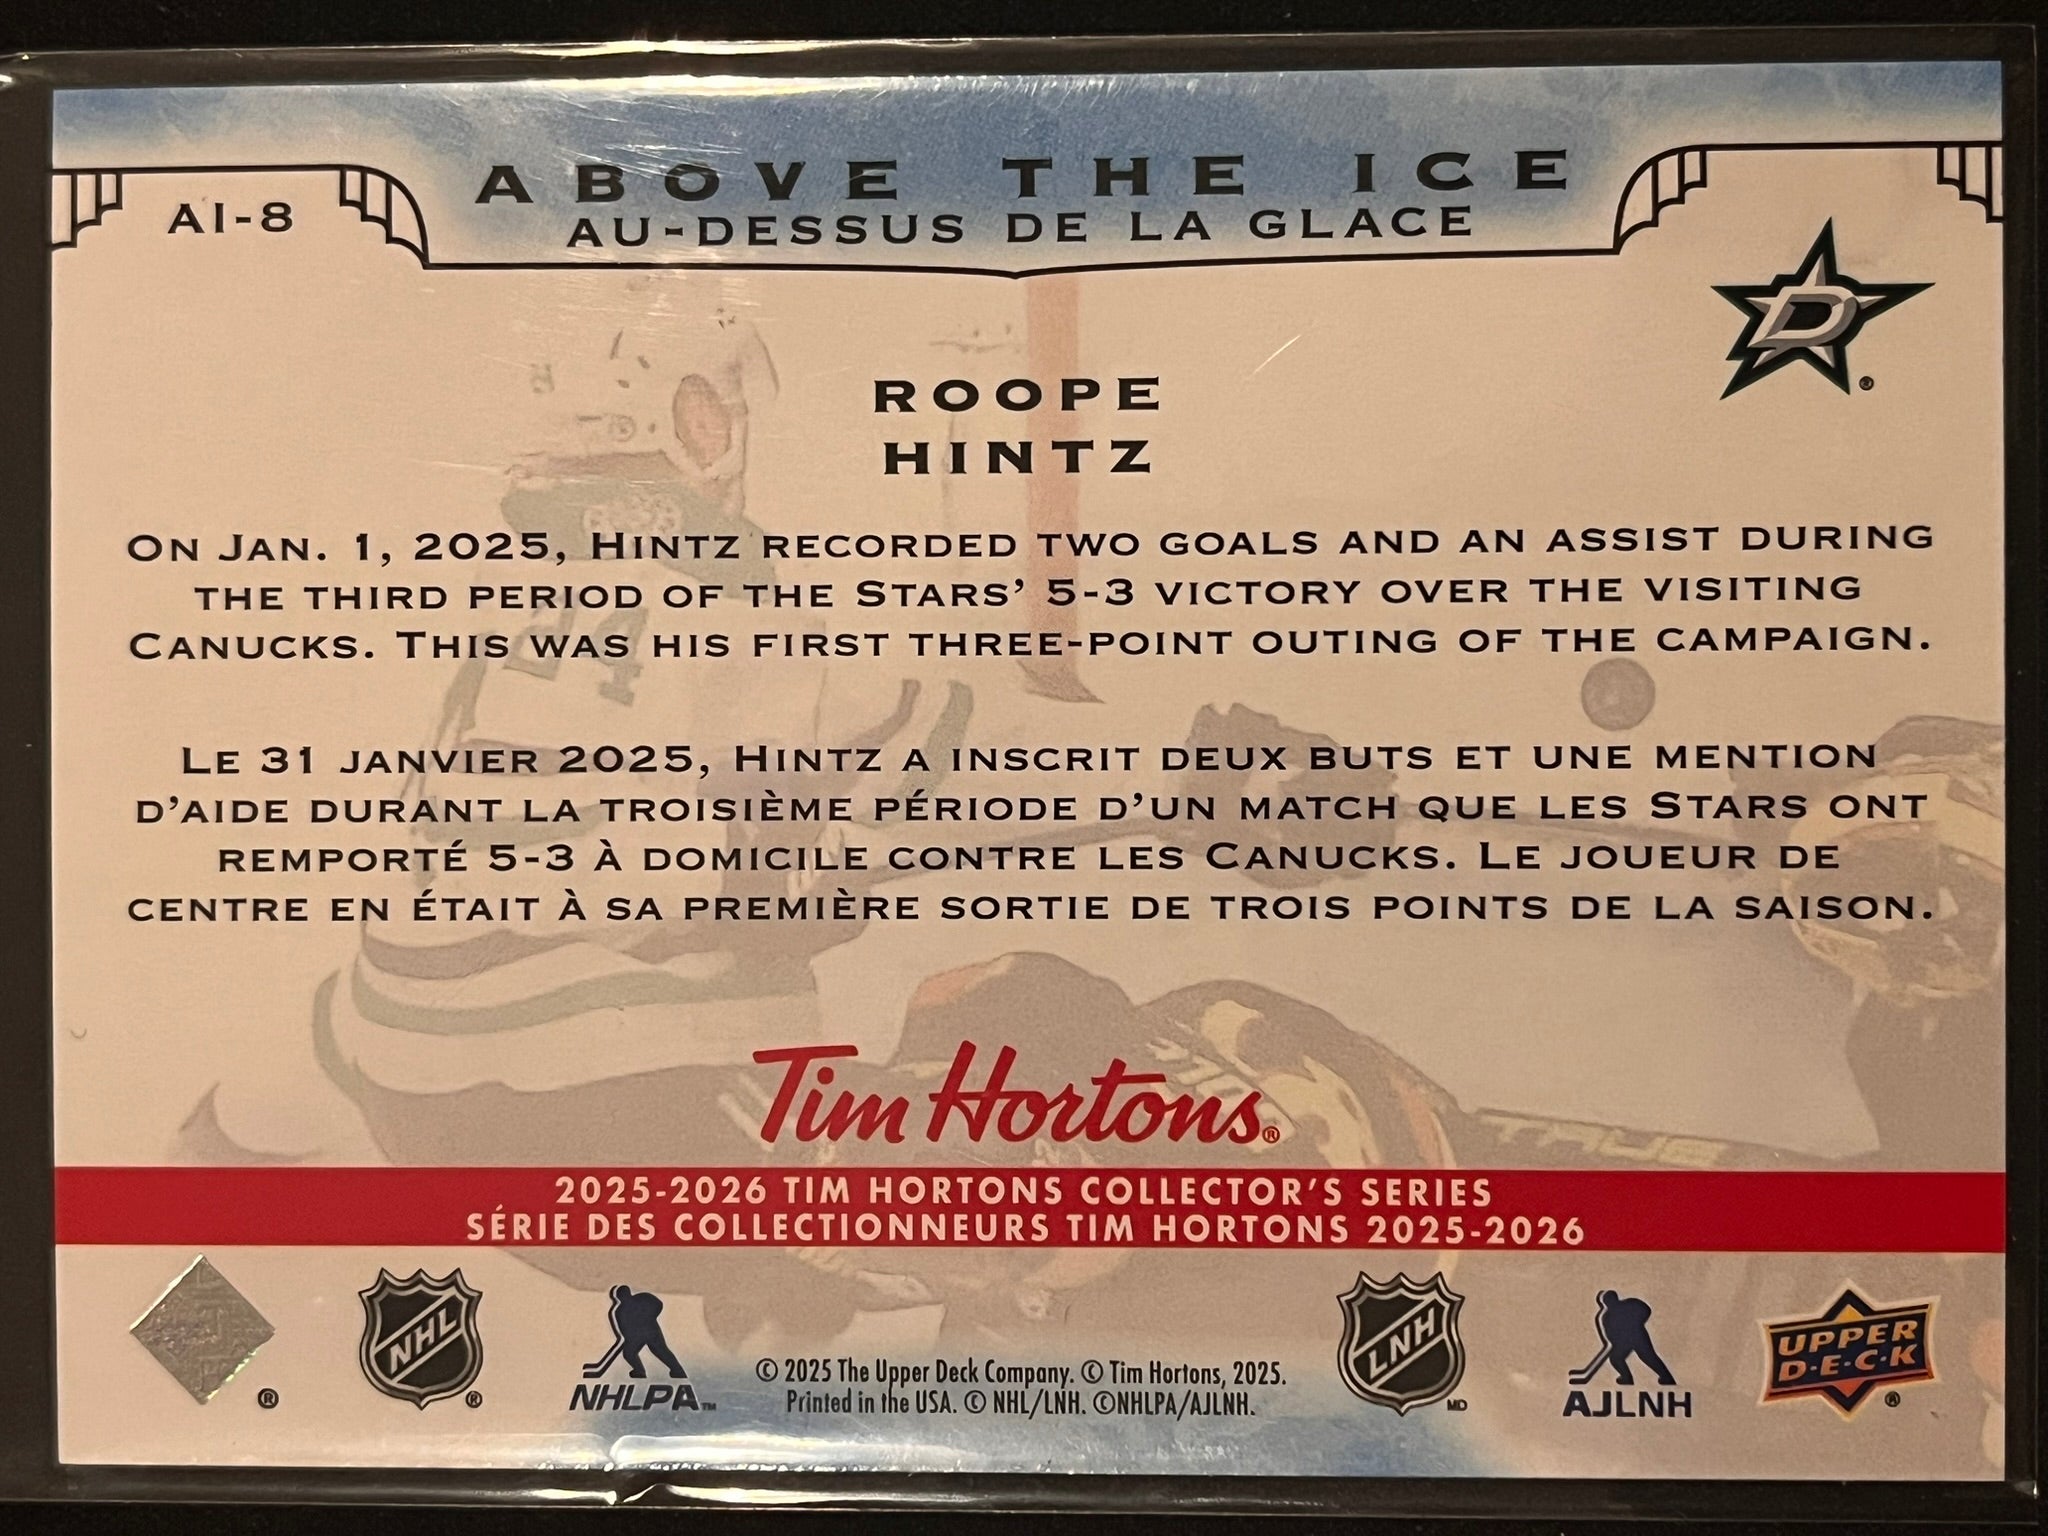 ABOVE THE ICE
AU-DESSUS DE LA GLACE
AI-8
D
®
ROOPE
HINTZ
ON JAN. 1, 2025, HINTZ RECORDED TWO GOALS AND AN ASSIST DURING
THE THIRD PERIOD OF THE STARS' 5-3 VICTORY OVER THE VISITING
CANUCKS. THIS WAS HIS FIRST THREE-POINT OUTING OF THE CAMPAIGN.
LE 31 JANVIER 2025, HINTZ A INSCRIT DEUX BUTS ET UNE MENTION
D'AIDE DURANT LA TROISIÈME PÉRIODE D'UN MATCH QUE LES STARS ONT
REMPORTÉ 5-3 À DOMICILE CONTRE LES CANUCKS. LE JOUEUR DE
CENTRE EN ÉTAIT À SA PREMIÈRE SORTIE DE TROIS POINTS DE LA SAISON.
24
TRUE
Tim Hortons®
2025-2026 TIM HORTONS COLLECTOR'S SERIES
SÉRIE DES COLLECTIONNEURS TIM HORTONS 2025-2026
®
NHL ®
NHLPA™
© 2025 The Upper Deck Company. © Tim Hortons, 2025.
Printed in the USA. © NHL/LNH. ©NHLPA/AJLNH.
LNH MD
AJLNH
UPPER
D·E·C·K ®